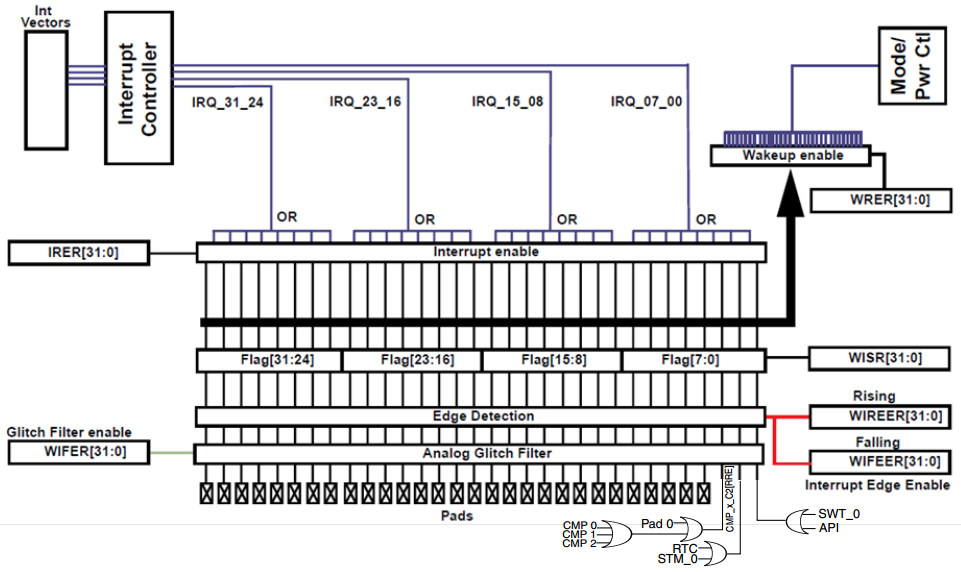 Int
Vectors
Interrupt
Controller
Mode/
Pwr Ctl
IRQ_31_24
IRQ_23_16
IRQ_15_08
IRQ_07_00
Wakeup enable
WRER[31:0]
OR
OR
OR
OR
IRER[31:0]
Interrupt enable
Flag[31:24]
Flag[23:16]
Flag[15:8]
Flag[7:0]
WISR[31:0]
Rising
Edge Detection
WIREER[31:0]
Glitch Filter enable
Falling
WIFER[31:0]
Analog Glitch Filter
WIFEER[31:0]
Interrupt Edge Enable
CMP_x_C2[RRE]
Pads
SWT_0
API
CMP 0
CMP 1
CMP 2
Pad 0
RTC
STM_0